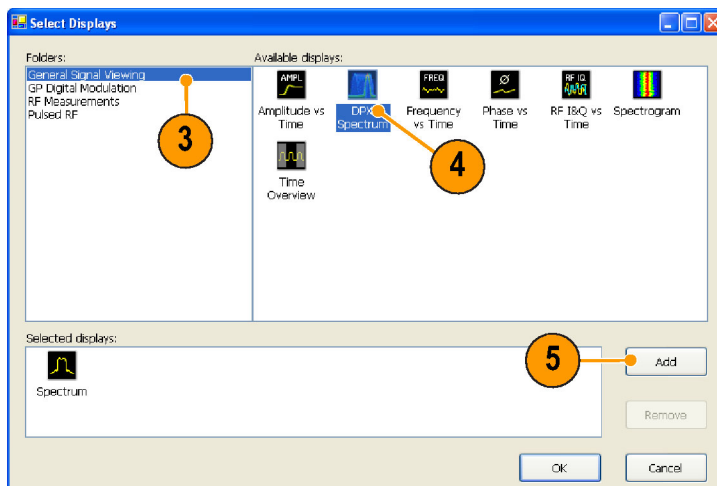 Select Displays
Folders:
Available displays:
General Signal Viewing
GP Digital Modulation
RF Measurements
Pulsed RF
3
AMPL
FREQ
Ø
RF IQ
Amplitude vs
Time
DPX
Spectrum
Frequency
vs Time
Phase vs
Time
RF I&Q vs
Time
Spectrogram
4
Time
Overview
Selected displays:
Spectrum
5
Add
Remove
OK
Cancel